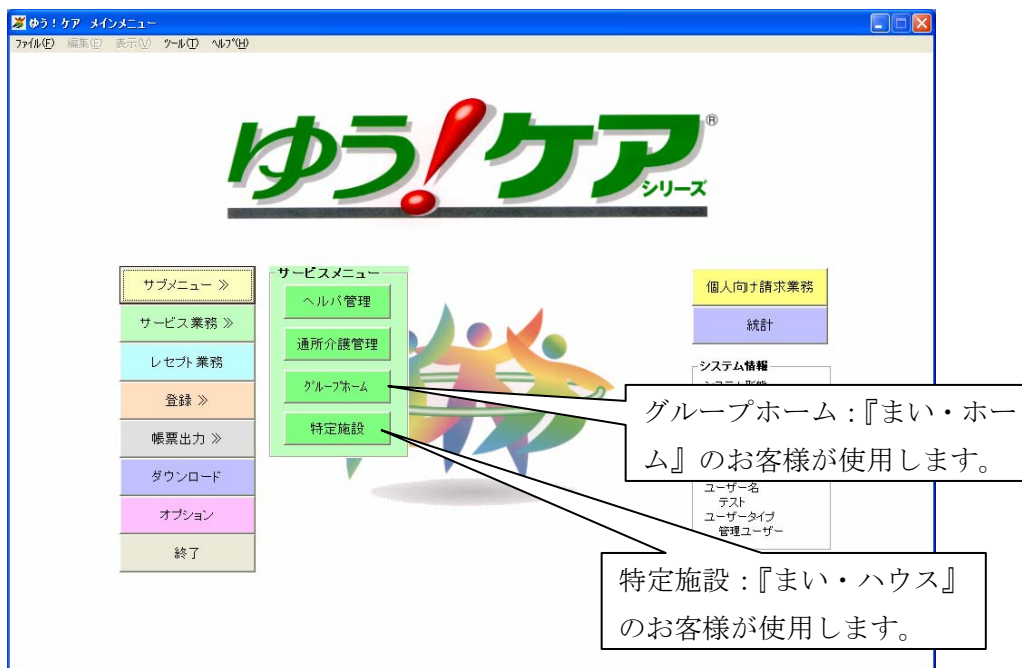 ゆう！ケア メインメニュー
ファイル(F) 編集(E) 表示(V) ツール(T) ヘルプ(H)
ゆう！ケア®
シリーズ
サブメニュー ≫
サービス業務 ≫
レセプト業務
登録 ≫
帳票出力 ≫
ダウンロード
オプション
終了
サービスメニュー
ヘルパ管理
通所介護管理
グループホーム
特定施設
個人向け請求業務
統計
システム情報
グループホーム：『まい・ホー
ム』のお客様が使用します。
ユーザー名
テスト
ユーザータイプ
管理ユーザー
特定施設：『まい・ハウス』
のお客様が使用します。